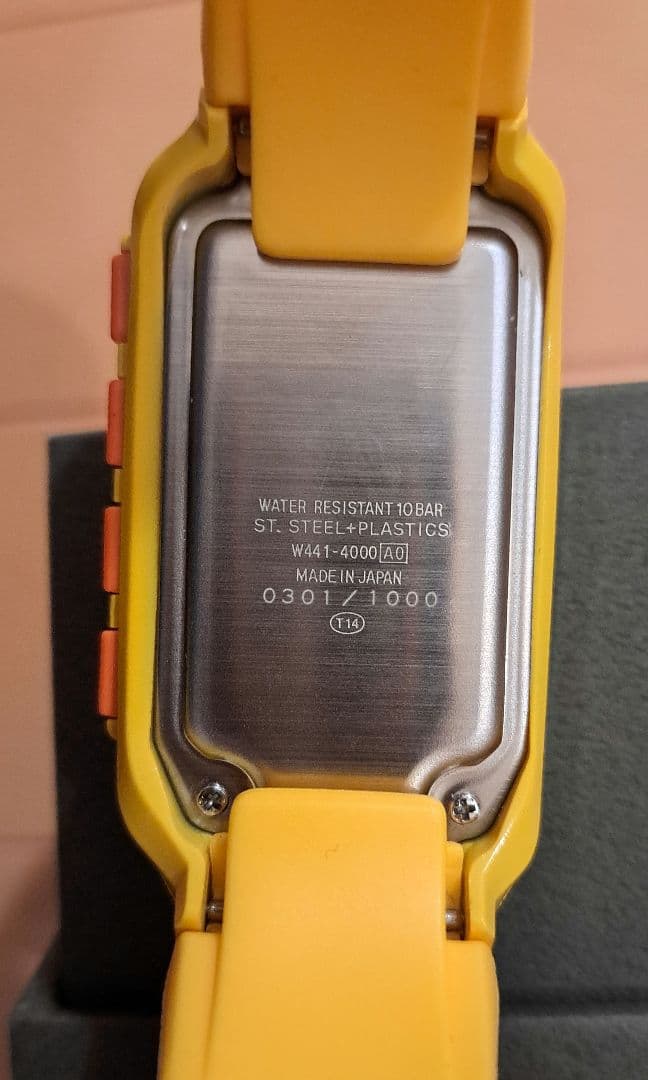 WATER RESISTANT 10BAR
ST. STEEL+PLASTICS
W441-4000 A0
MADE IN JAPAN
0301/1000
T14